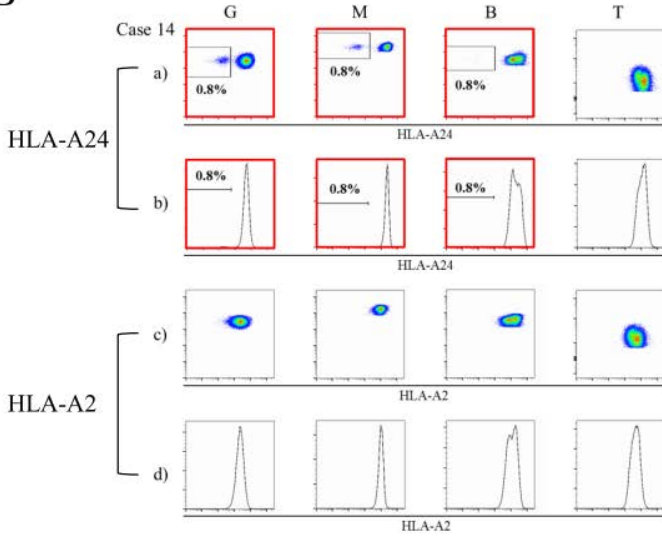 G M B T
Case 14
a)
0.8% 0.8% 0.8%
HLA-A24
HLA-A24
0.8% 0.8% 0.8%
b)
HLA-A24
c)
HLA-A2
HLA-A2
d)
HLA-A2